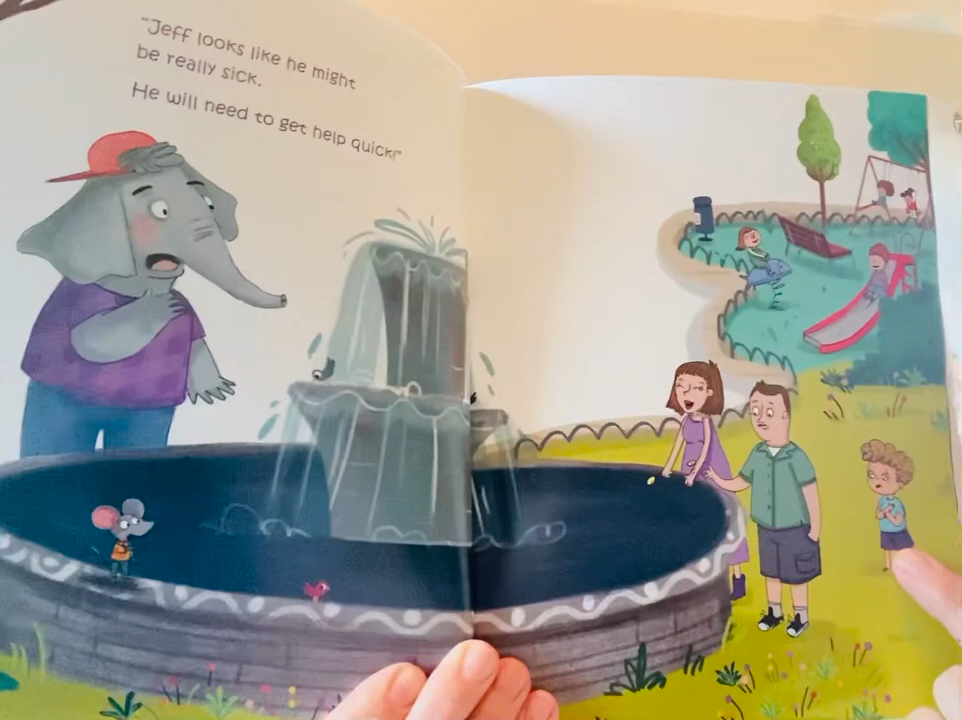 "Jeff looks like he might
be really sick.
He will need to get help quick!"